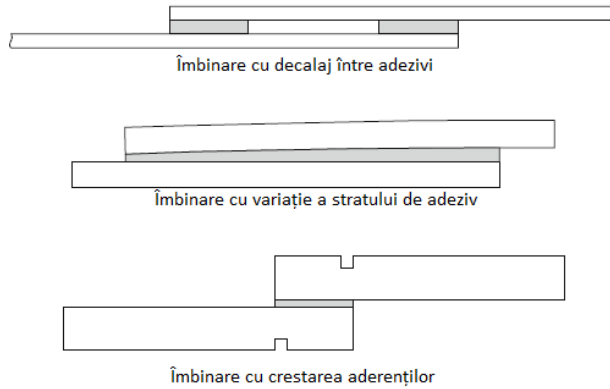 Îmbinare cu decalaj între adezivi
Îmbinare cu variație a stratului de adeziv
Îmbinare cu crestarea aderenților